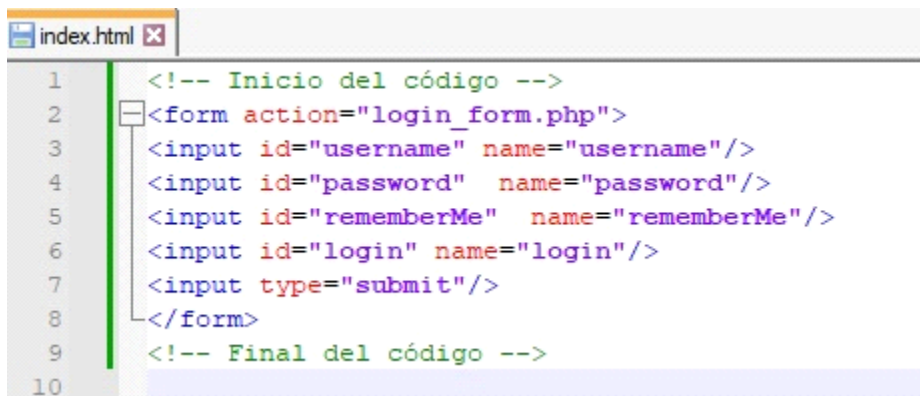 index.html
1 <!-- Inicio del código -->
2 <form action="login_form.php">
3 <input id="username" name="username"/>
4 <input id="password"  name="password"/>
5 <input id="rememberMe"  name="rememberMe"/>
6 <input id="login" name="login"/>
7 <input type="submit"/>
8 </form>
9 <!-- Final del código -->
10